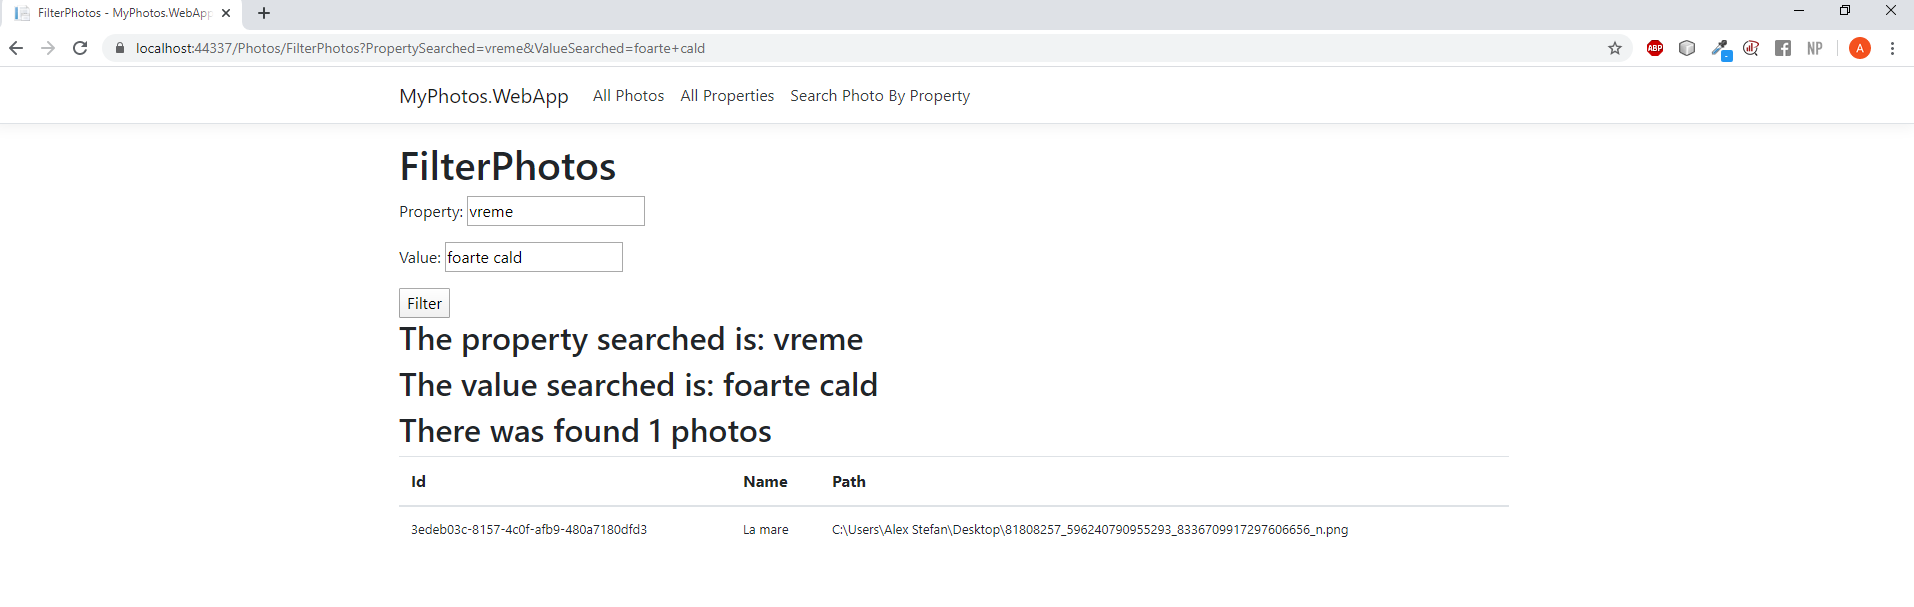 FilterPhotos - MyPhotos.WebApp
localhost:44337/Photos/FilterPhotos?PropertySearched=vreme&ValueSearched=foarte+cald
ABP
NP
A
MyPhotos.WebApp All Photos All Properties Search Photo By Property
FilterPhotos
Property: vreme
Value: foarte cald
Filter
The property searched is: vreme
The value searched is: foarte cald
There was found 1 photos
Id Name Path
3edeb03c-8157-4c0f-afb9-480a7180dfd3 La mare C:\Users\Alex Stefan\Desktop\81808257_596240790955293_8336709917297606656_n.png